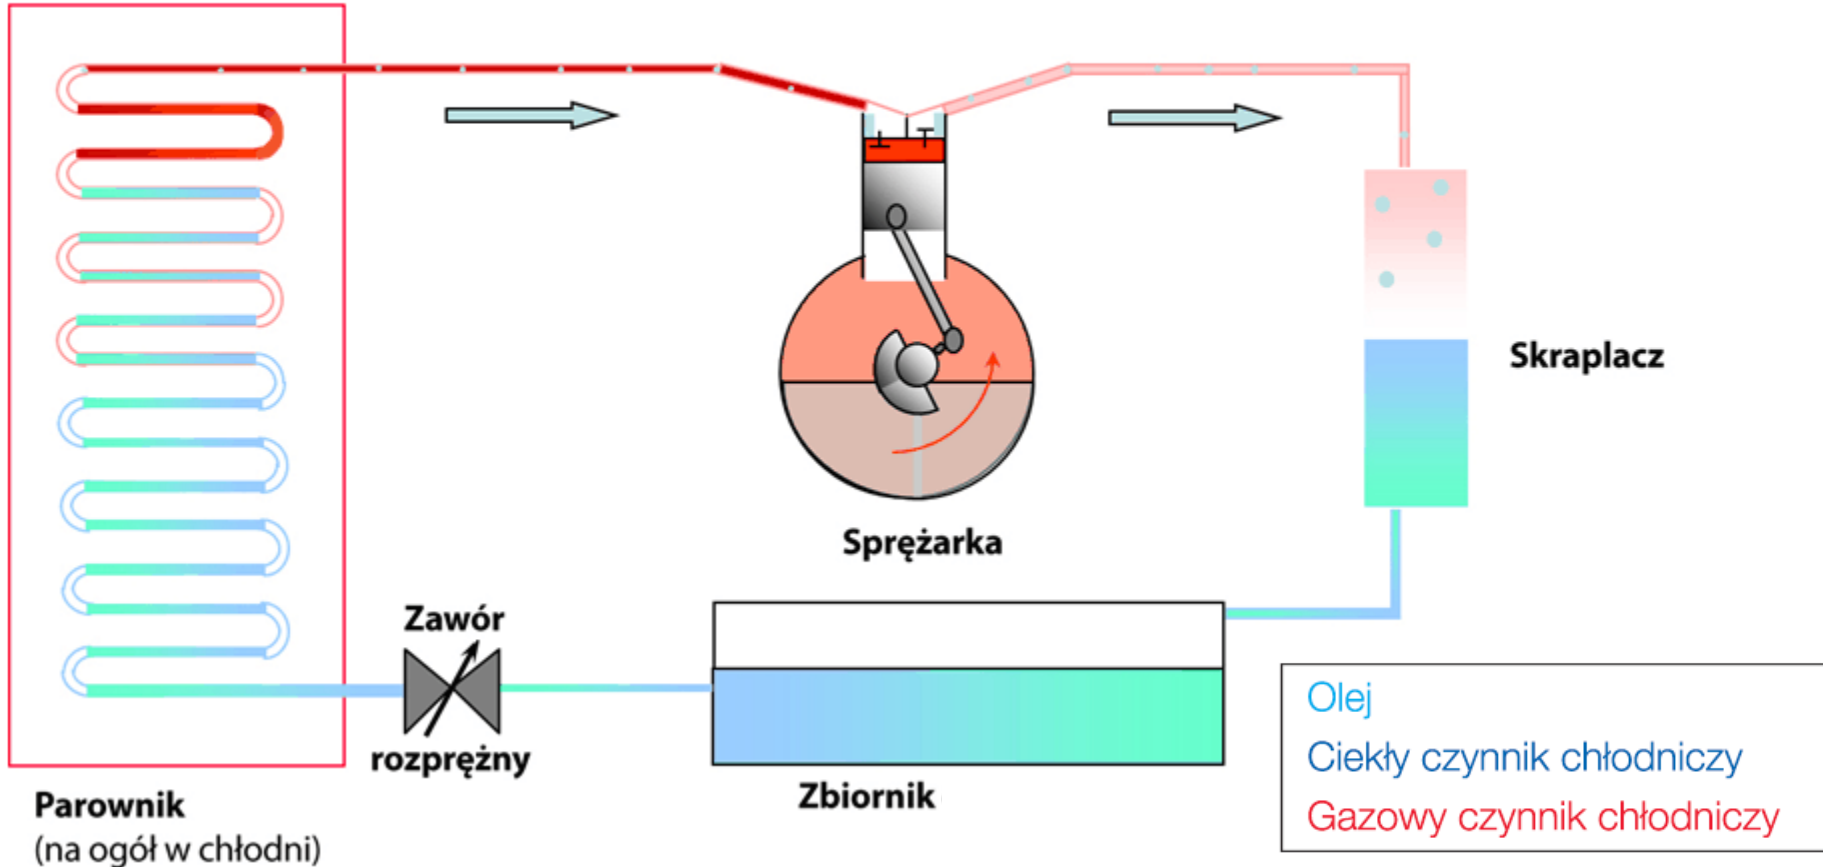 Skraplacz
Sprężarka
Zawór
rozprężny
Zbiornik
Parownik
(na ogół w chłodni)
Olej
Ciekły czynnik chłodniczy
Gazowy czynnik chłodniczy